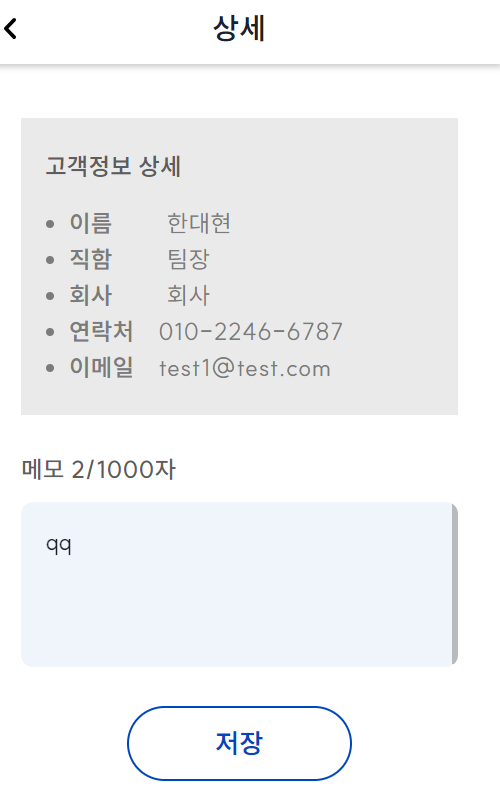 상세
고객정보 상세
이름 한대현
직함 팀장
회사 회사
연락처 010-2246-6787
이메일 test1@test.com
메모 2/1000자
qq
저장